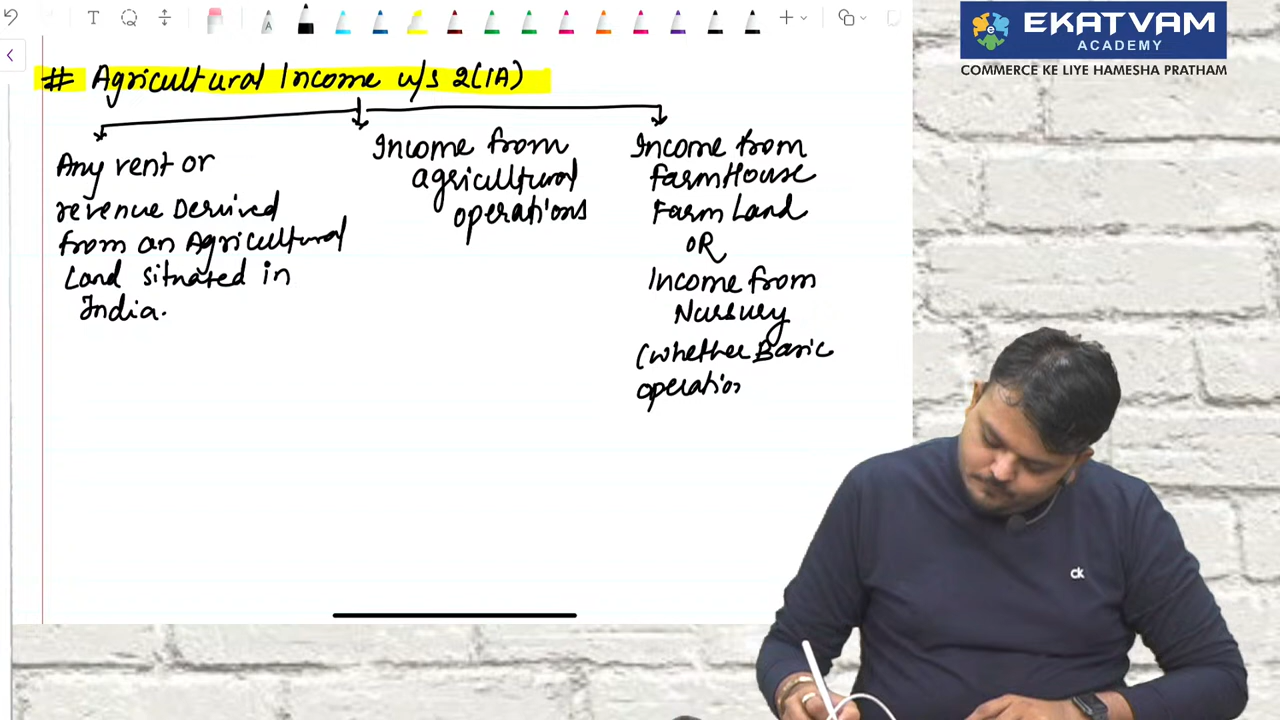 EKATVAM
ACADEMY
COMMERCE KE LIYE HAMESHA PRATHAM
# Agricultural Income u/s 2(1A)
Any rent or
revenue Derived
from an Agricultural
Land situated in
India.
Income from
agricultural
operations
Income from
FarmHouse
Farm Land
OR
Income from
Nursury
(whether Basic
operation
T
A
ck